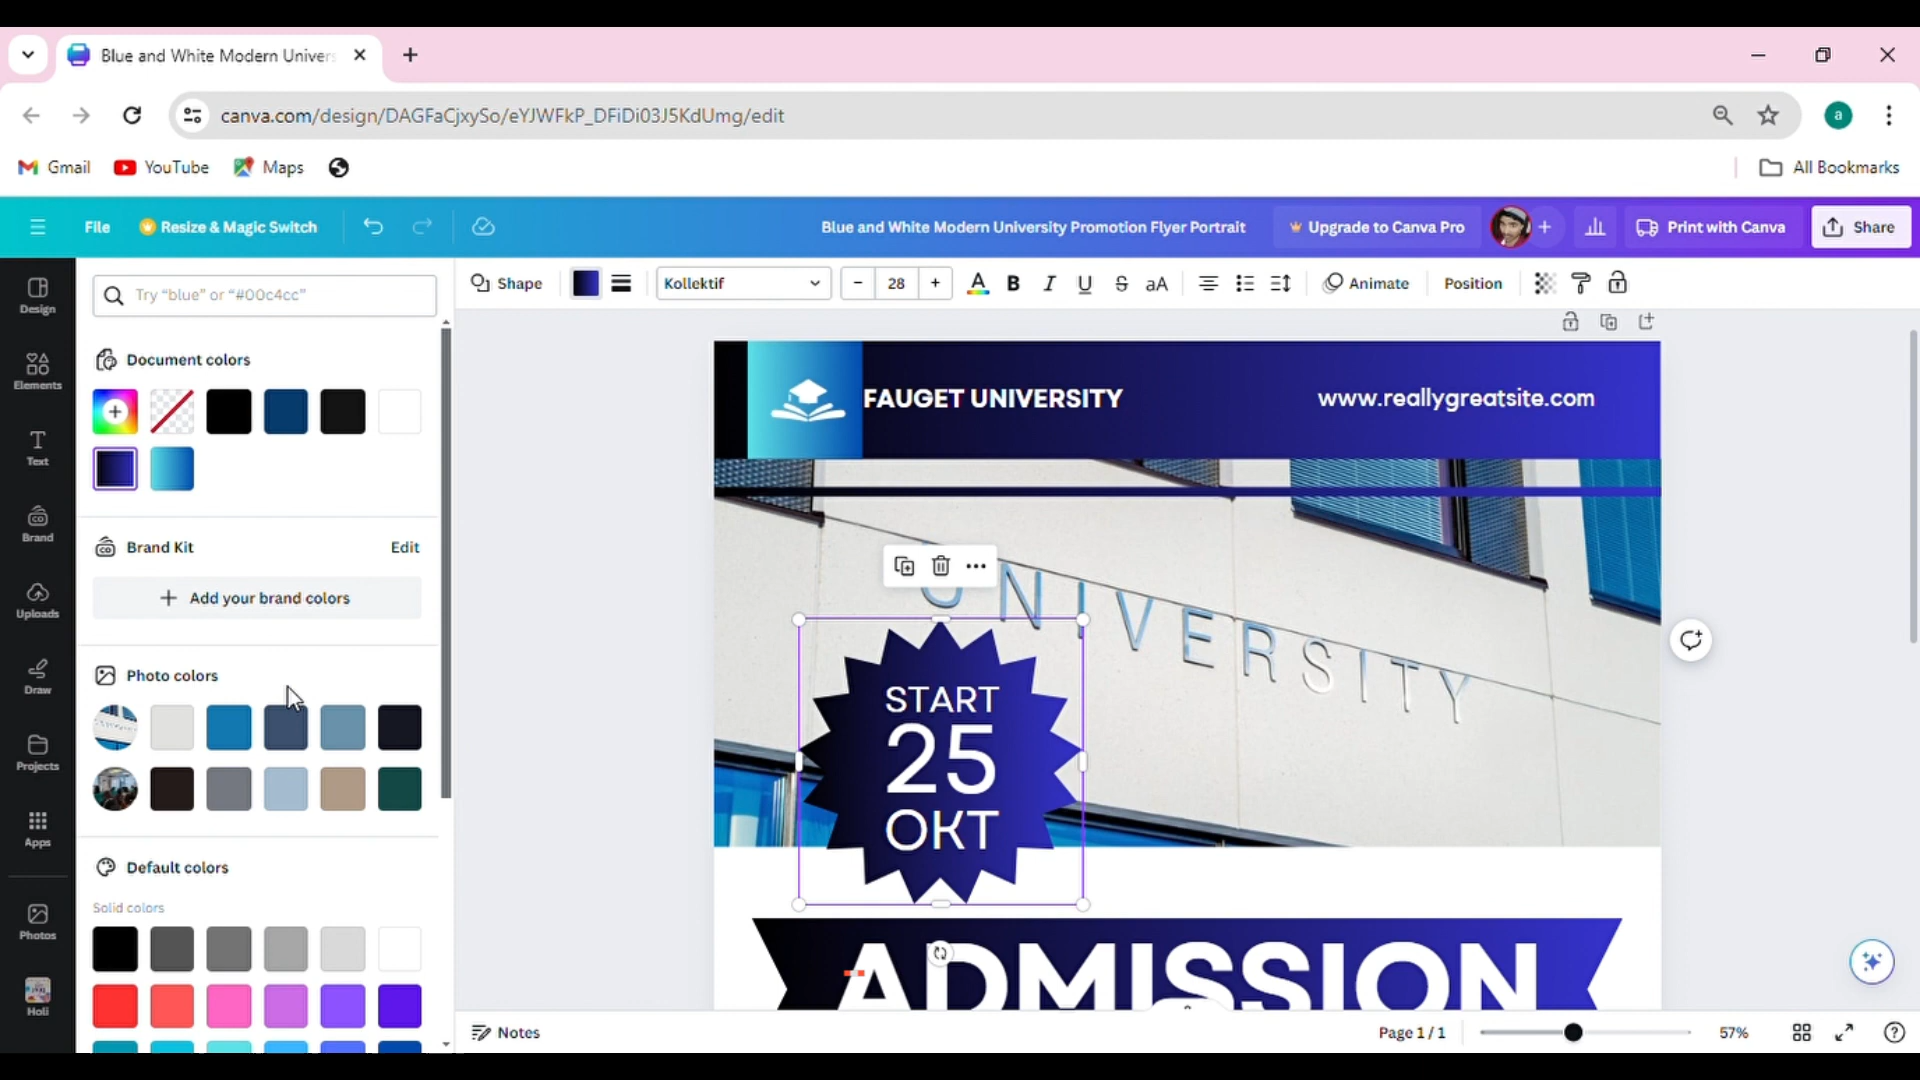 Blue and White Modern Univers
canva.com/design/DAGFaCjxySo/eYJWFkP_DFiDi03J5KdUmg/edit
a
Gmail
YouTube
Maps
All Bookmarks
File
Resize & Magic Switch
Blue and White Modern University Promotion Flyer Portrait
Upgrade to Canva Pro
Print with Canva
Share
Design
Elements
Text
Brand
Uploads
Draw
Projects
Apps
Photos
Holi
Try “blue” or “#00c4cc”
Document colors
Brand Kit
Edit
Add your brand colors
Photo colors
Default colors
Solid colors
Shape
Kollektif
28
Animate
Position
FAUGET UNIVERSITY
www.reallygreatsite.com
UNIVERSITY
START
25
OKT
ADMISSION
Notes
Page 1 / 1
57%